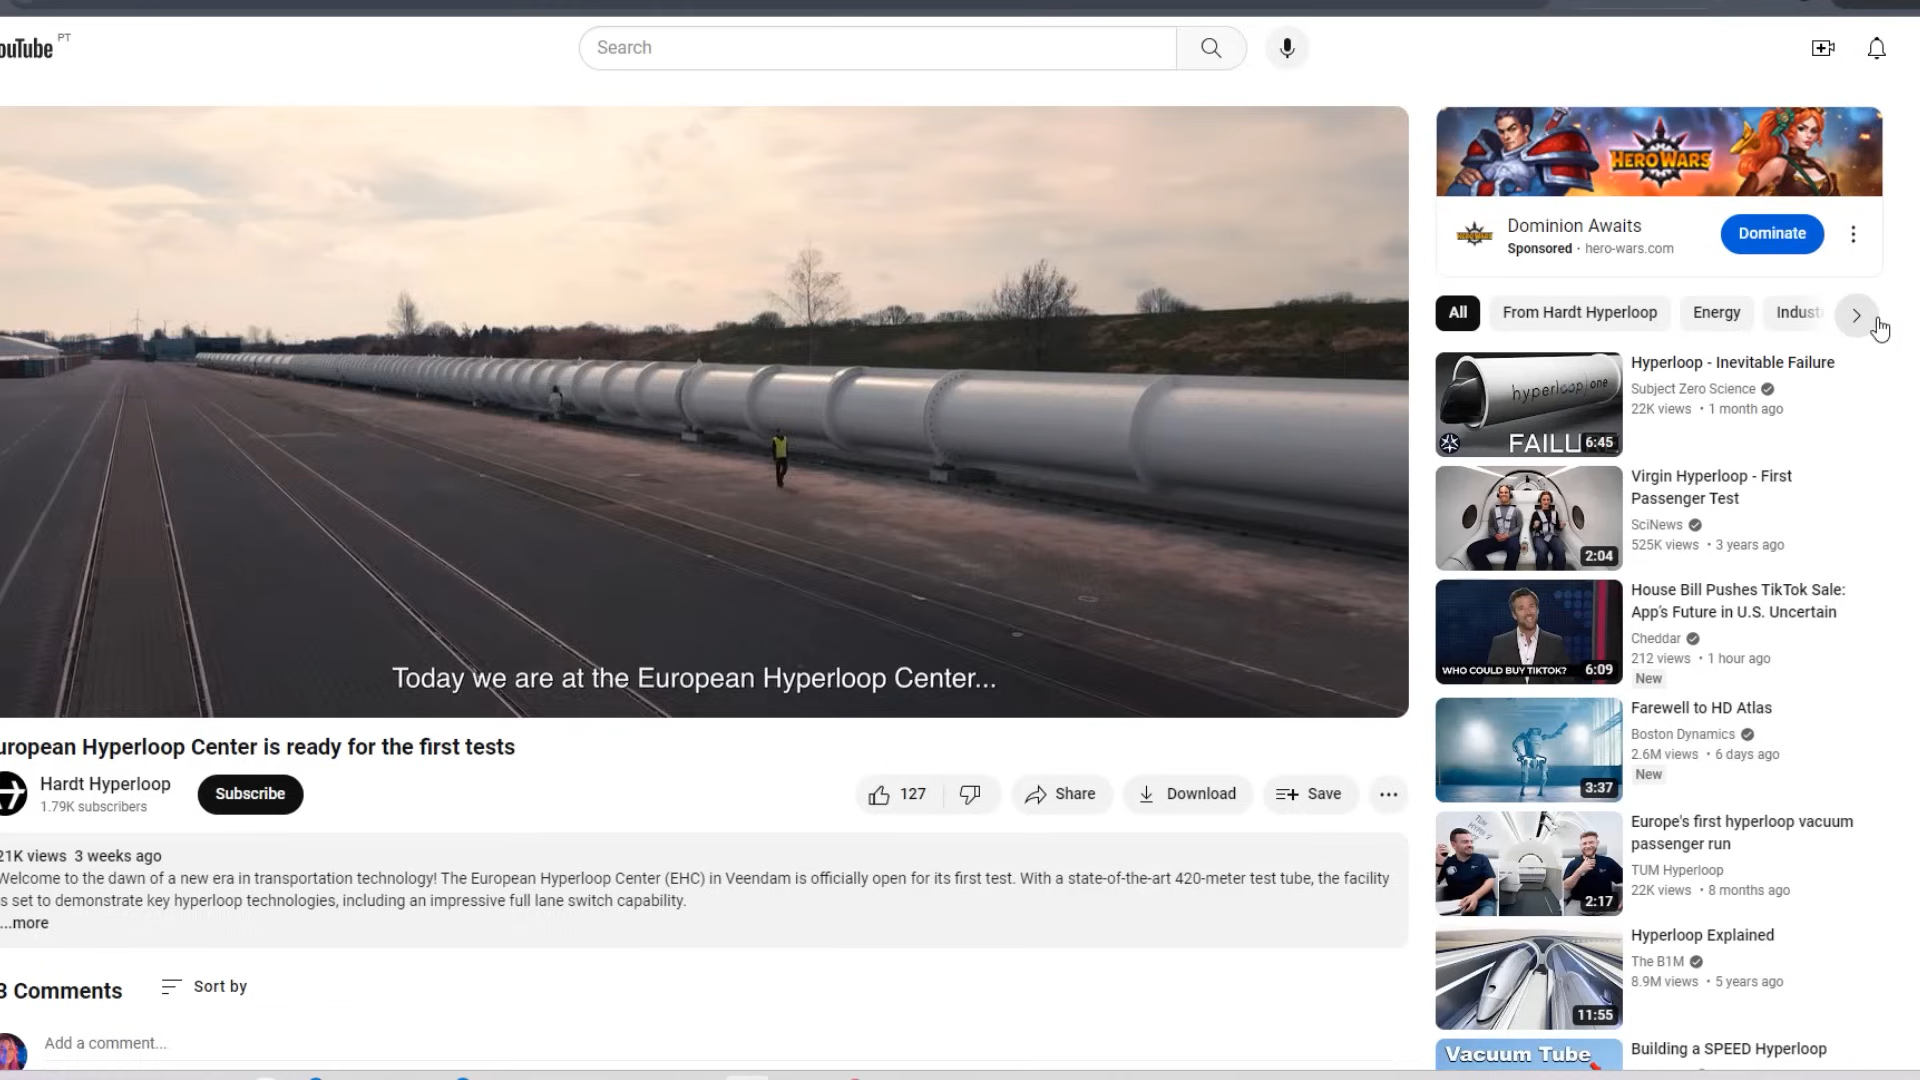 ouTube PT
Search
Today we are at the European Hyperloop Center...
uropean Hyperloop Center is ready for the first tests
Hardt Hyperloop
1.79K subscribers
Subscribe
127
Share
Download
Save
21K views 3 weeks ago
Welcome to the dawn of a new era in transportation technology! The European Hyperloop Center (EHC) in Veendam is officially open for its first test. With a state-of-the-art 420-meter test tube, the facility
s set to demonstrate key hyperloop technologies, including an impressive full lane switch capability.
...more
3 Comments
Sort by
Add a comment...
HERO WARS
HERO WARS
Dominion Awaits
Sponsored · hero-wars.com
Dominate
All
From Hardt Hyperloop
Energy
Indust
hyperloop one
FAILU
6:45
Hyperloop - Inevitable Failure
Subject Zero Science
22K views • 1 month ago
2:04
Virgin Hyperloop - First
Passenger Test
SciNews
525K views • 3 years ago
WHO COULD BUY TIKTOK?
6:09
House Bill Pushes TikTok Sale:
App's Future in U.S. Uncertain
Cheddar
212 views • 1 hour ago
New
3:37
Farewell to HD Atlas
Boston Dynamics
2.6M views • 6 days ago
New
2:17
Europe's first hyperloop vacuum
passenger run
TUM Hyperloop
22K views • 8 months ago
11:55
Hyperloop Explained
The B1M
8.9M views • 5 years ago
Vacuum Tube
Building a SPEED Hyperloop